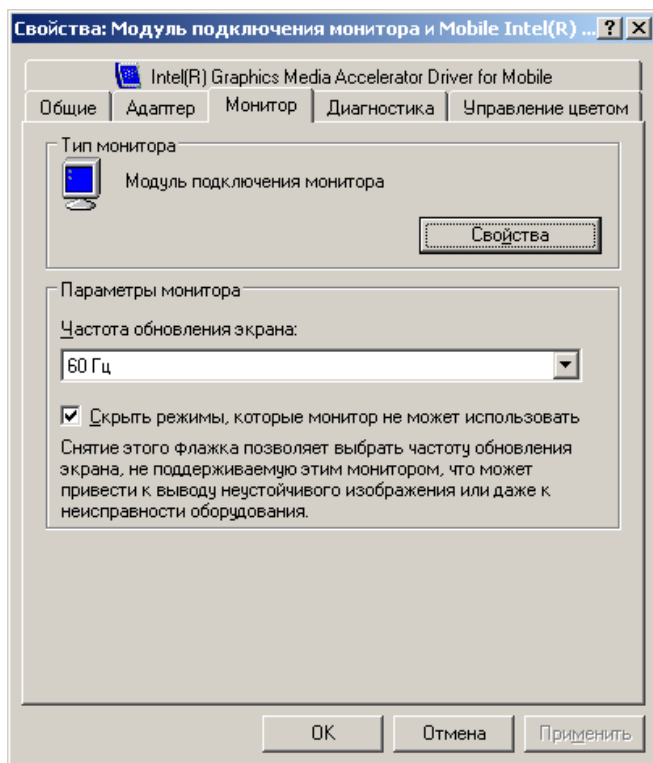 Свойства: Модуль подключения монитора и Mobile Intel(R) ...
Intel(R) Graphics Media Accelerator Driver for Mobile
Общие Адаптер Монитор Диагностика Управление цветом
Тип монитора
Модуль подключения монитора
Свойства
Параметры монитора
Частота обновления экрана:
60 Гц
Скрыть режимы, которые монитор не может использовать
Снятие этого флажка позволяет выбрать частоту обновления
экрана, не поддерживаемую этим монитором, что может
привести к выводу неустойчивого изображения или даже к
неисправности оборудования.
OK Отмена Применить